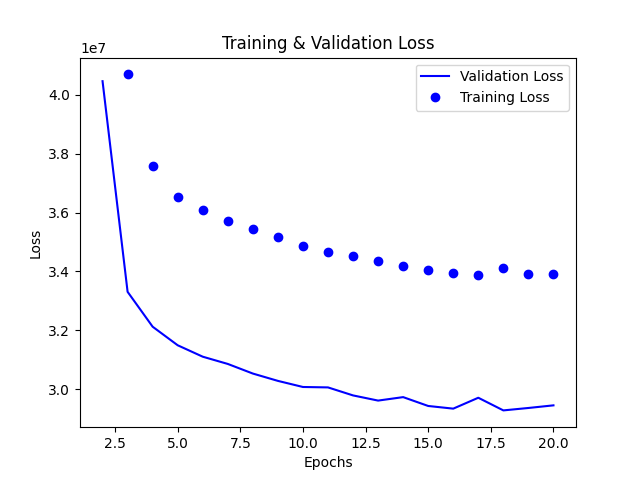 Training & Validation Loss
1e7
Validation Loss
Training Loss
4.0
3.8
3.6
3.4
3.2
3.0
Loss
2.5
5.0
7.5
10.0
12.5
15.0
17.5
20.0
Epochs